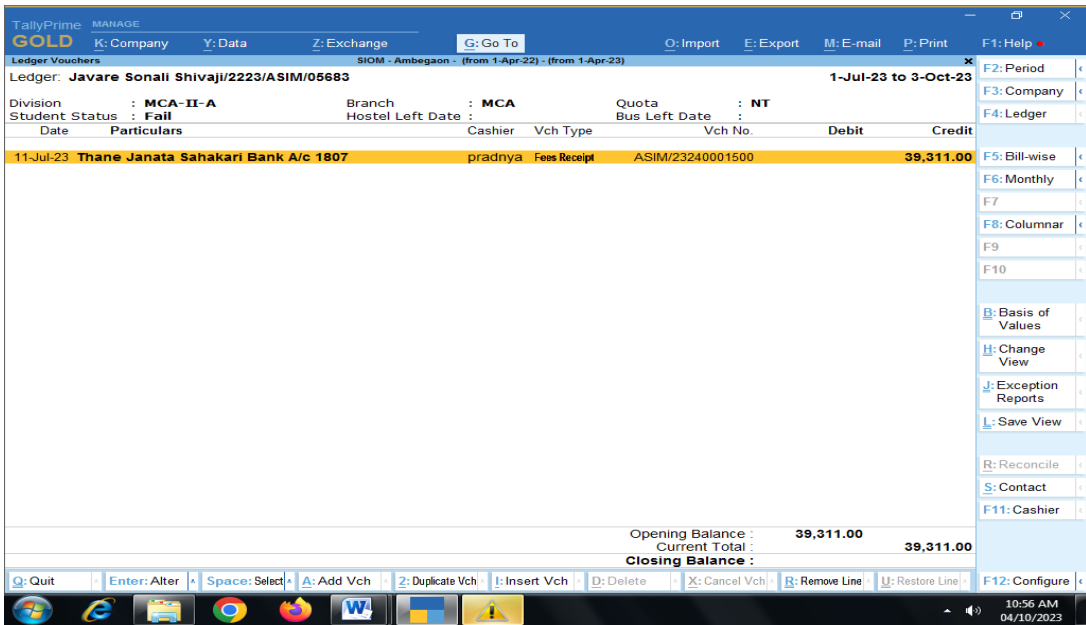 TallyPrime MANAGE
GOLD K: Company Y: Data Z: Exchange G: Go To O: Import E: Export M: E-mail P: Print F1: Help
Ledger Vouchers SIOM - Ambegaon - (from 1-Apr-22) - (from 1-Apr-23) ×
F2: Period
Ledger: Javare Sonali Shivaji/2223/ASIM/05683 1-Jul-23 to 3-Oct-23
F3: Company
Division : MCA-II-A Branch : MCA Quota : NT
Student Status : Fail Hostel Left Date : Bus Left Date :
F4: Ledger
Date Particulars Cashier Vch Type Vch No. Debit Credit
11-Jul-23 Thane Janata Sahakari Bank A/c 1807 pradnya Fees Receipt ASIM/23240001500 39,311.00
F5: Bill-wise
F6: Monthly
F7
F8: Columnar
F9
F10
B: Basis of
Values
H: Change
View
J: Exception
Reports
L: Save View
R: Reconcile
S: Contact
F11: Cashier
Opening Balance : 39,311.00
Current Total : 39,311.00
Closing Balance :
Q: Quit Enter: Alter Space: Select A: Add Vch 2: Duplicate Vch I: Insert Vch D: Delete X: Cancel Vch R: Remove Line U: Restore Line F12: Configure
10:56 AM
04/10/2023